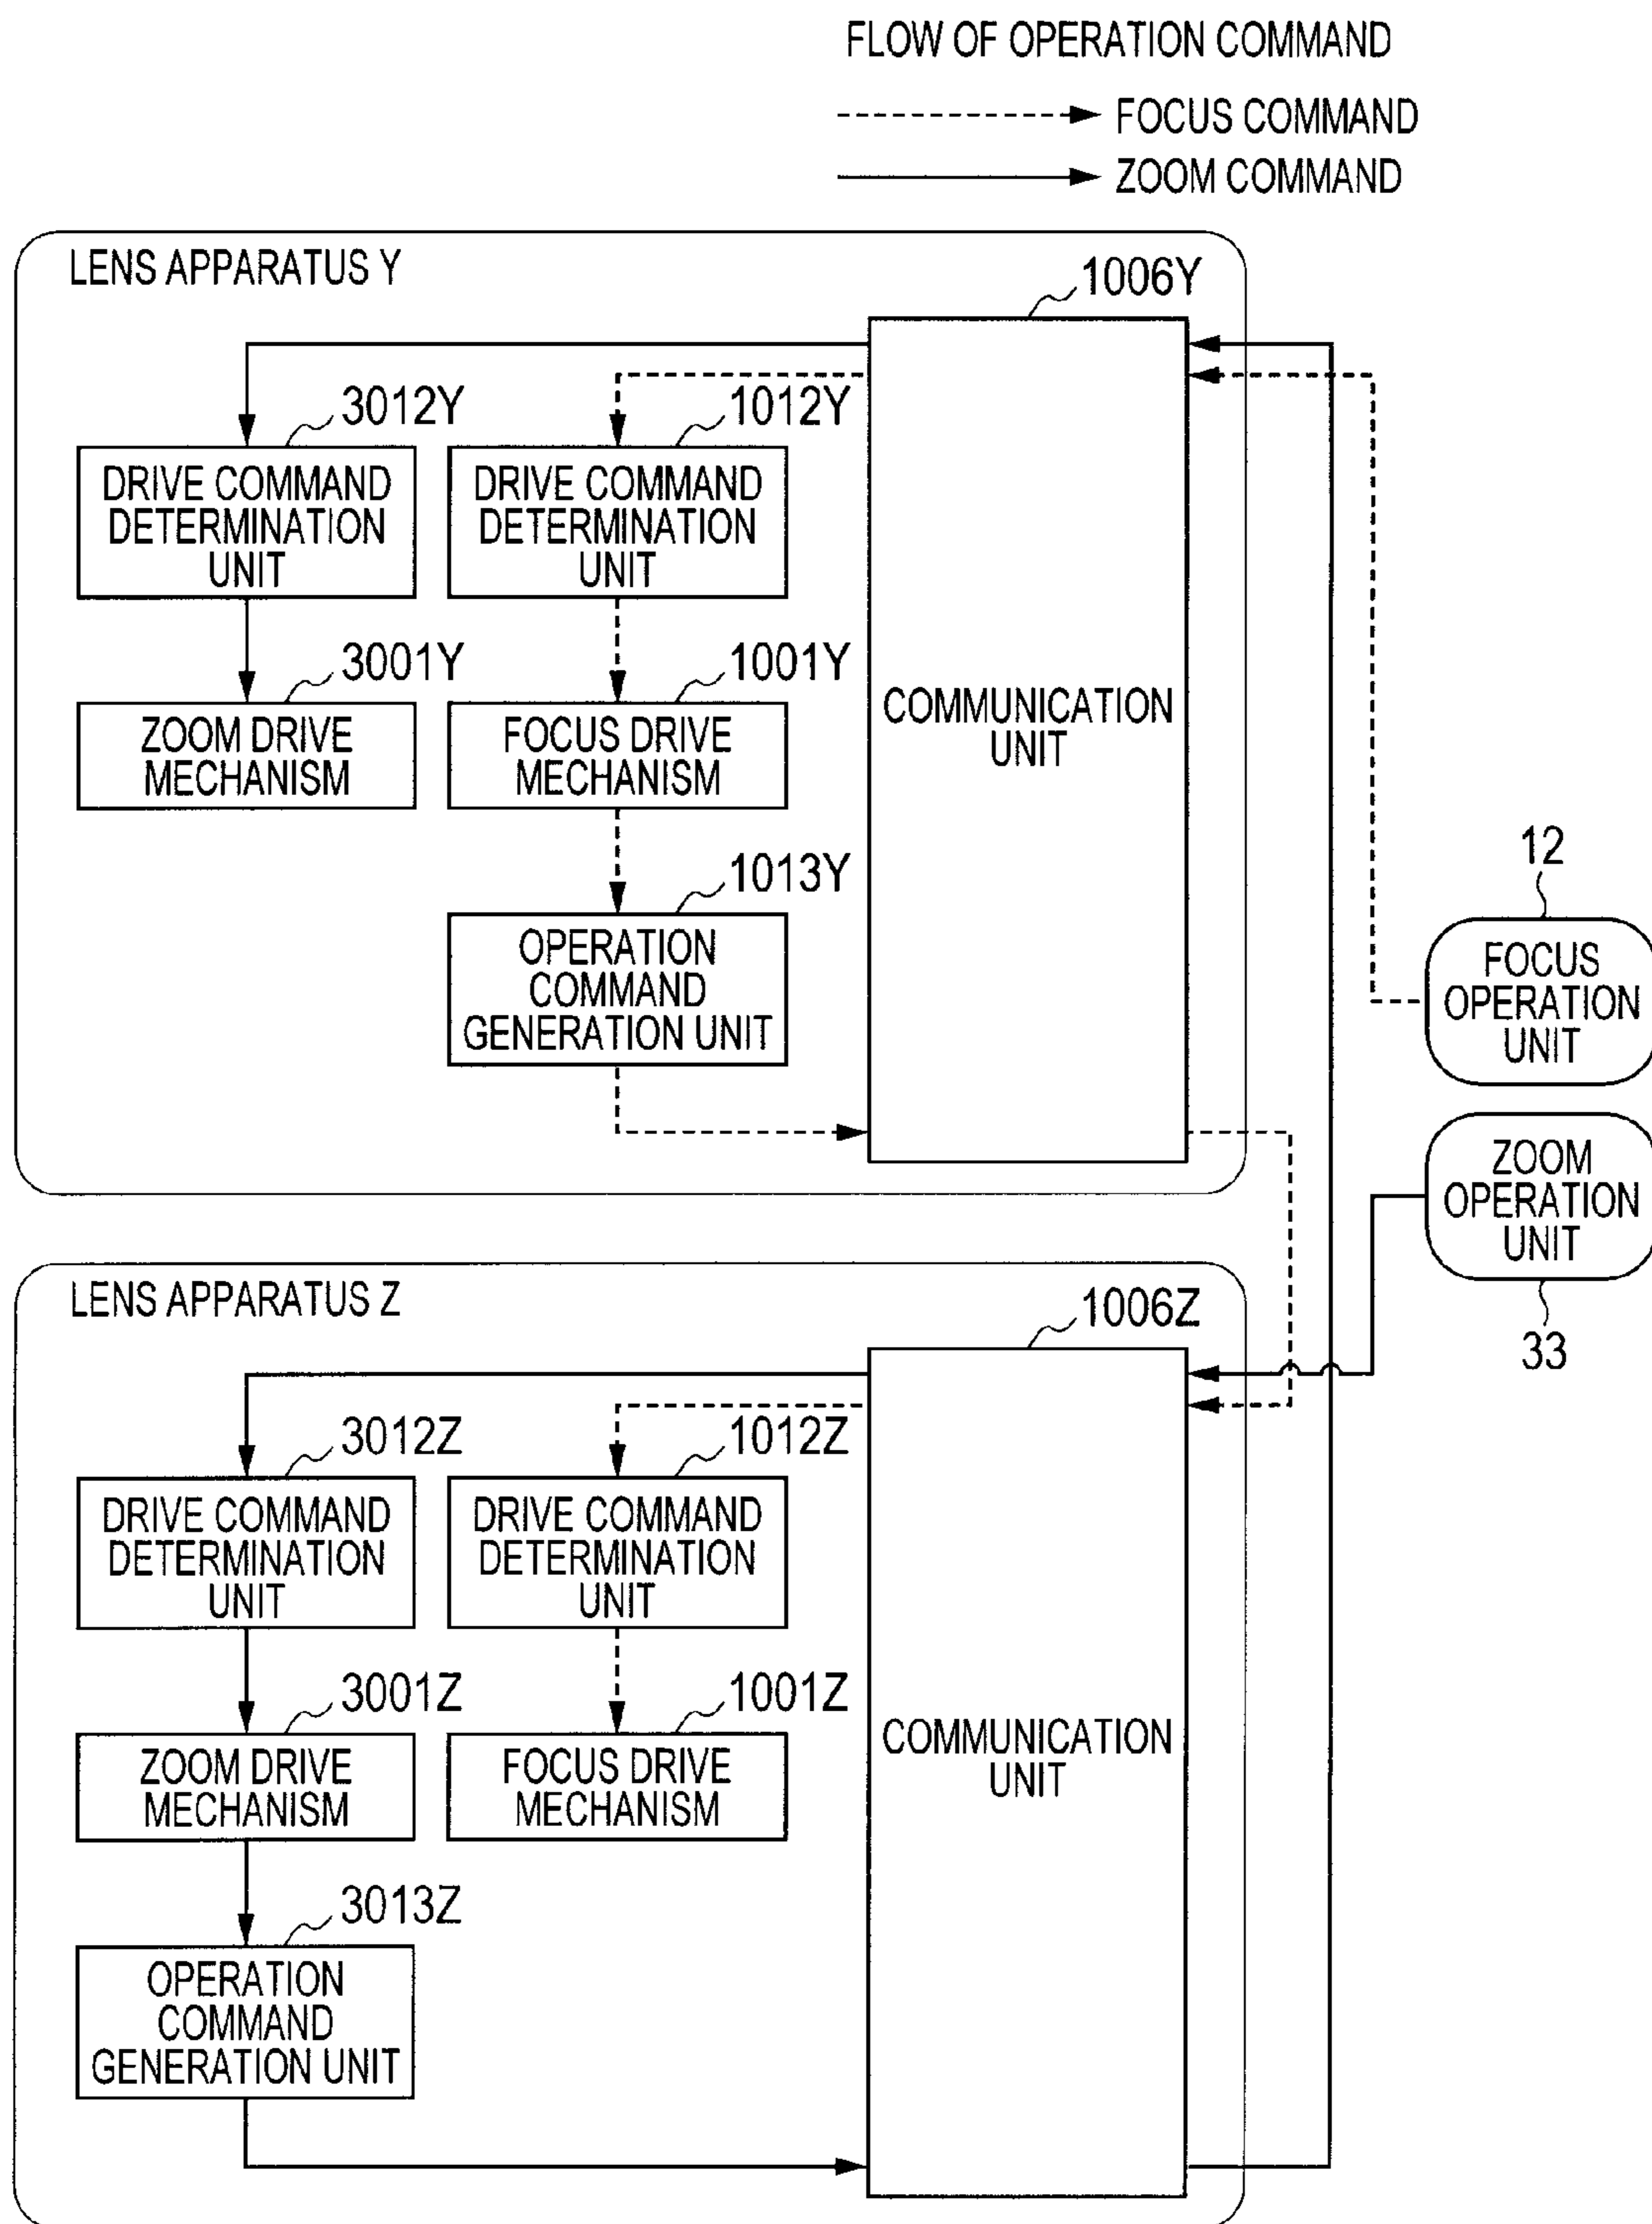 FLOW OF OPERATION COMMAND
FOCUS COMMAND
ZOOM COMMAND
LENS APPARATUS Y
1006Y
3012Y
1012Y
DRIVE COMMAND
DETERMINATION
UNIT
DRIVE COMMAND
DETERMINATION
UNIT
3001Y
1001Y
ZOOM DRIVE
MECHANISM
FOCUS DRIVE
MECHANISM
COMMUNICATION
UNIT
1013Y
OPERATION
COMMAND
GENERATION UNIT
12
FOCUS
OPERATION
UNIT
ZOOM
OPERATION
UNIT
33
LENS APPARATUS Z
1006Z
3012Z
1012Z
DRIVE COMMAND
DETERMINATION
UNIT
DRIVE COMMAND
DETERMINATION
UNIT
3001Z
1001Z
ZOOM DRIVE
MECHANISM
FOCUS DRIVE
MECHANISM
COMMUNICATION
UNIT
3013Z
OPERATION
COMMAND
GENERATION UNIT